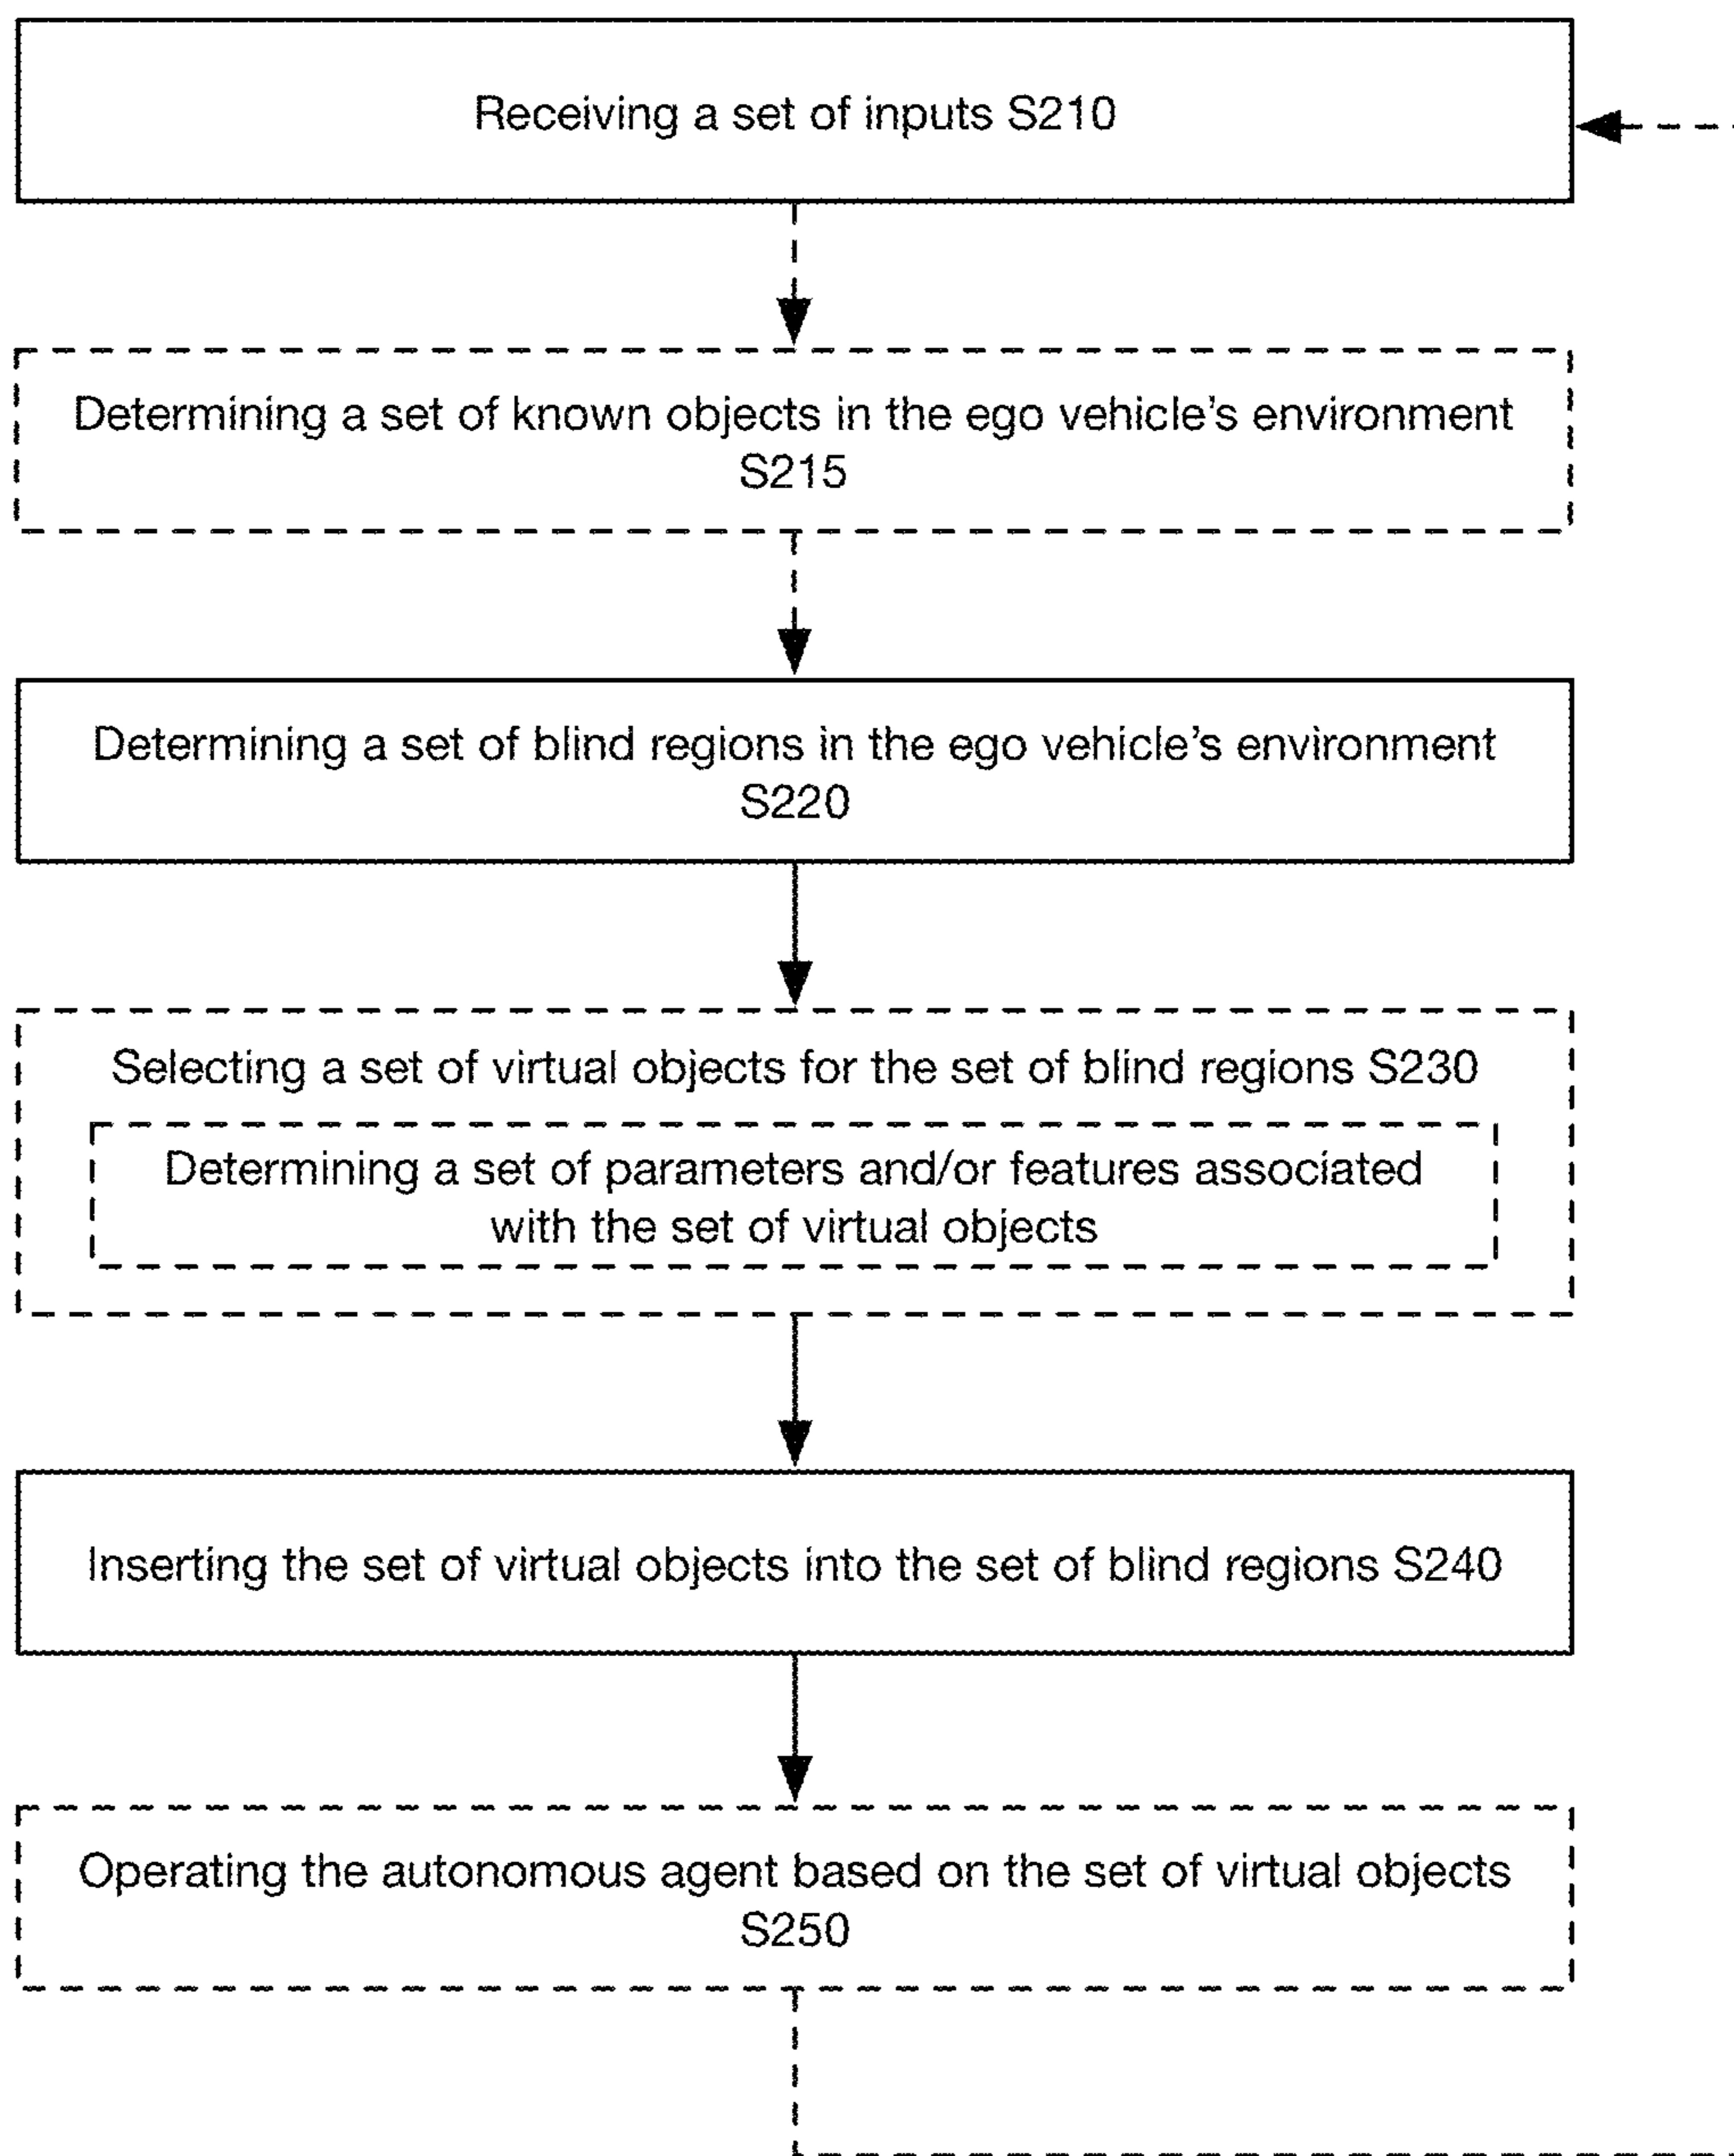 Receiving a set of inputs S210
Determining a set of known objects in the ego vehicle's environment
S215
Determining a set of blind regions in the ego vehicle's environment
S220
Selecting a set of virtual objects for the set of blind regions S230
Determining a set of parameters and/or features associated
with the set of virtual objects
Inserting the set of virtual objects into the set of blind regions S240
Operating the autonomous agent based on the set of virtual objects
S250